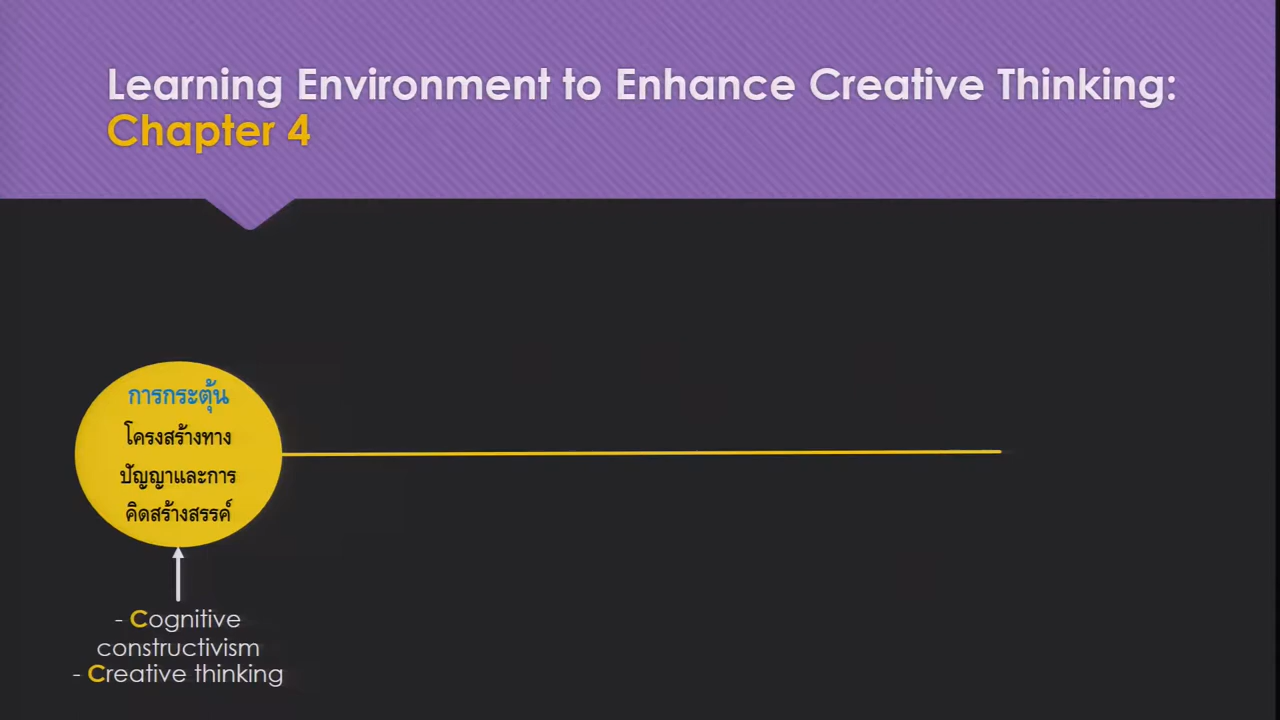 Learning Environment to Enhance Creative Thinking:
Chapter 4
การกระตุ้น
โครงสร้างทาง
ปัญญาและการ
คิดสร้างสรรค์
- Cognitive
constructivism
- Creative thinking